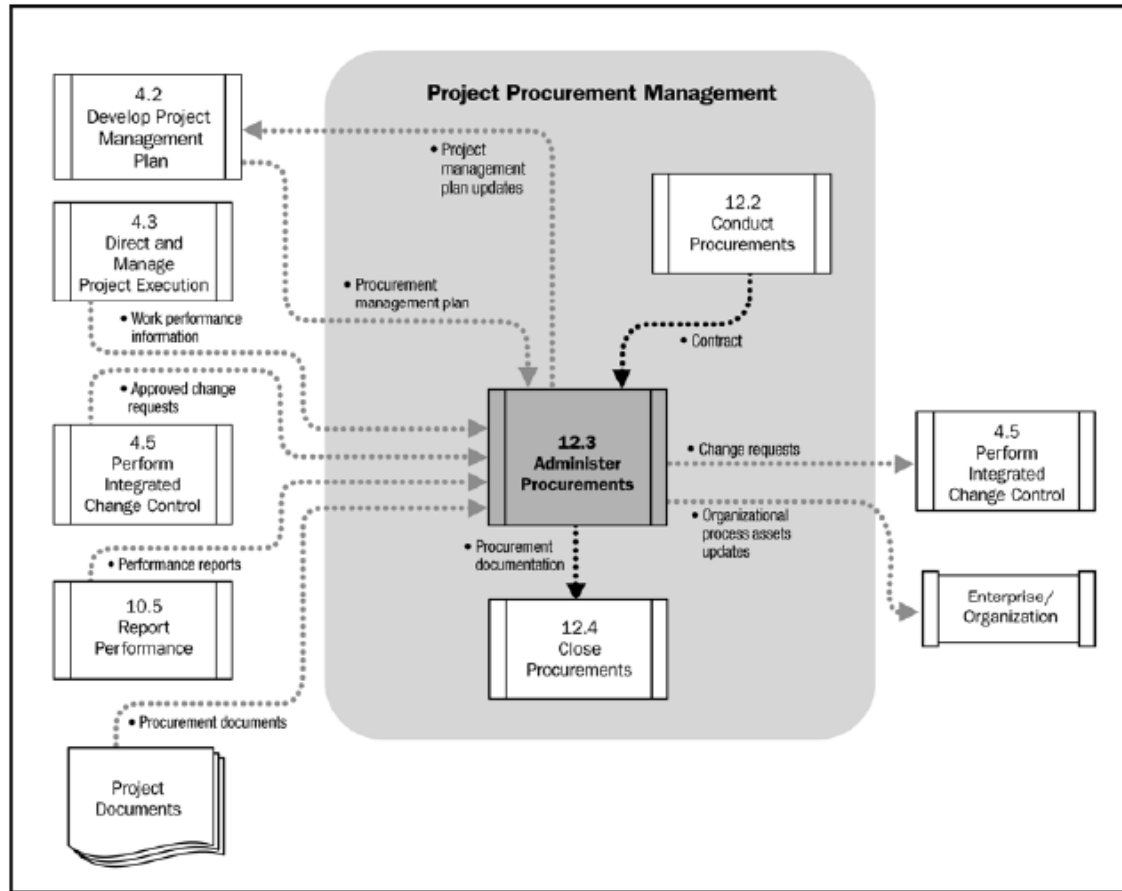 Project Procurement Management
4.2
Develop Project
Management
Plan
• Project
management
plan updates
12.2
Conduct
Procurements
4.3
Direct and
Manage
Project Execution
• Procurement
management plan
• Work performance
information
• Contract
• Approved change
requests
4.5
Perform
Integrated
Change Control
12.3
Administer
Procurements
• Change requests
4.5
Perform
Integrated
Change Control
• Organizational
process assets
updates
• Procurement
documentation
• Performance reports
10.5
Report
Performance
12.4
Close
Procurements
Enterprise/
Organization
• Procurement documents
Project
Documents